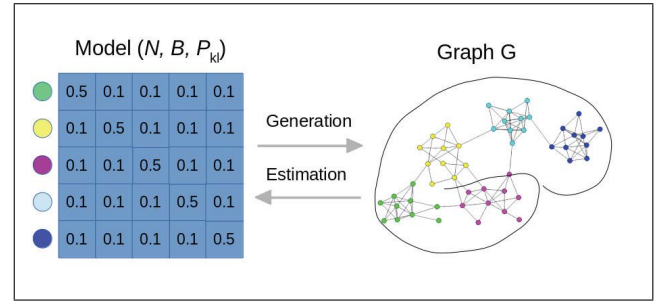 Model (N, B, Pkl)
Graph G
0.5 0.1 0.1 0.1 0.1
0.1 0.5 0.1 0.1 0.1
0.1 0.1 0.5 0.1 0.1
0.1 0.1 0.1 0.5 0.1
0.1 0.1 0.1 0.1 0.5
Generation
Estimation